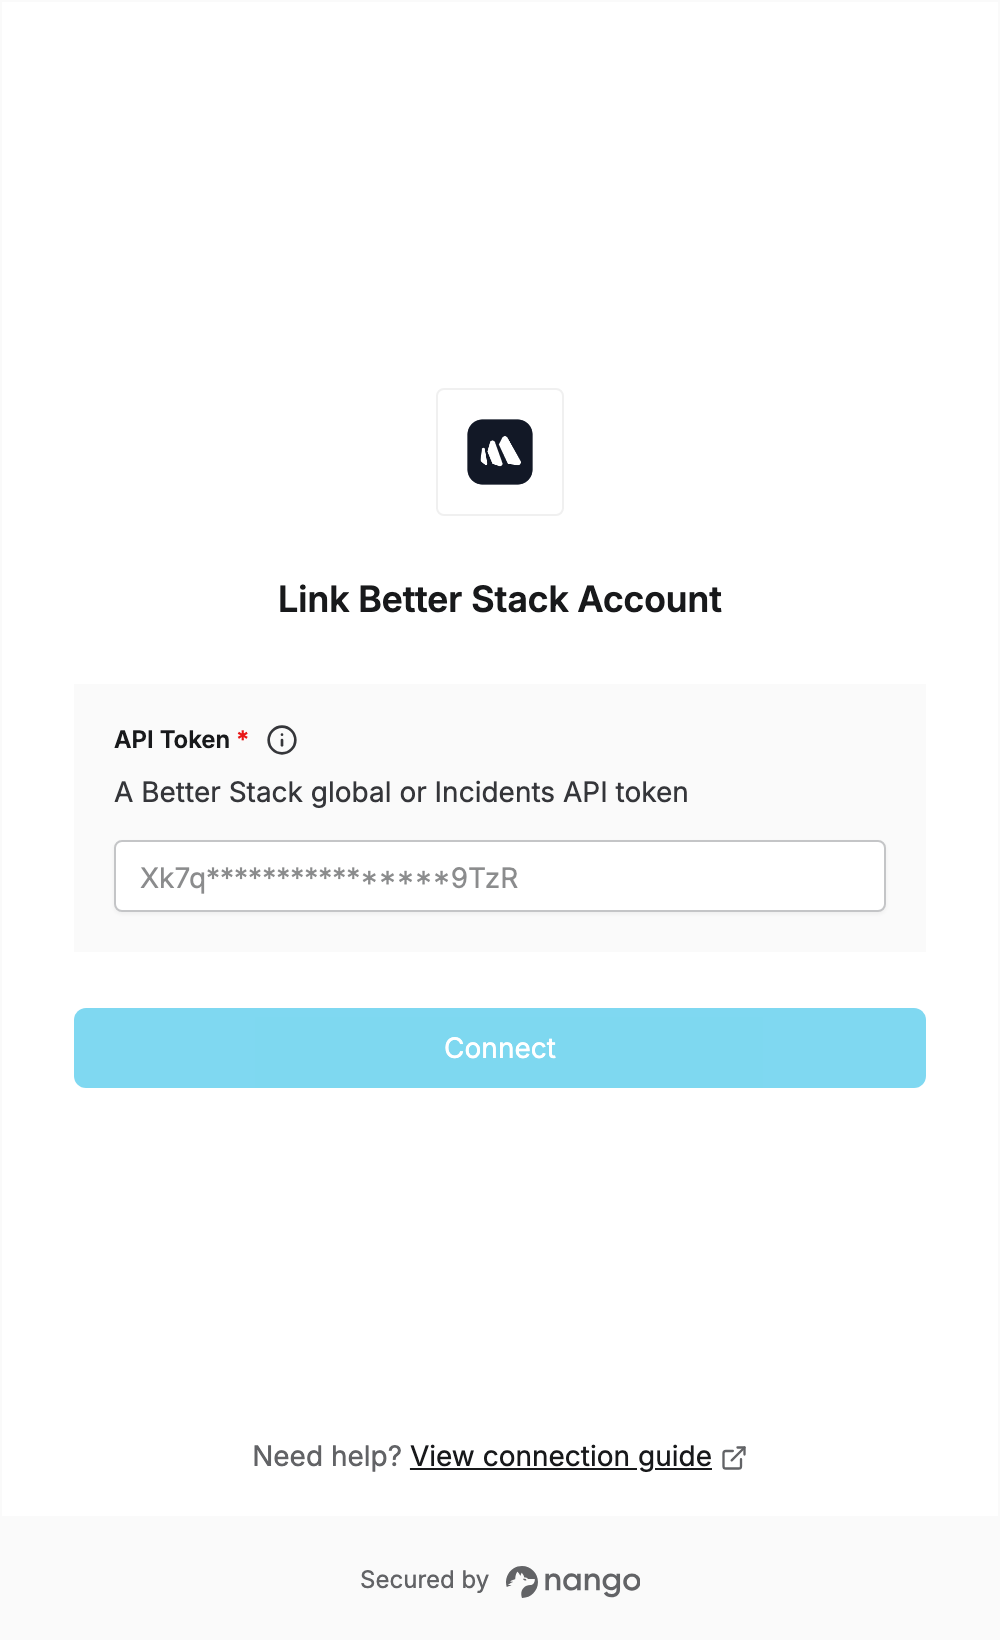 Link Better Stack Account
API Token *
A Better Stack global or Incidents API token
Xk7q****************9TzR
Connect
Need help? View connection guide
Secured by nango